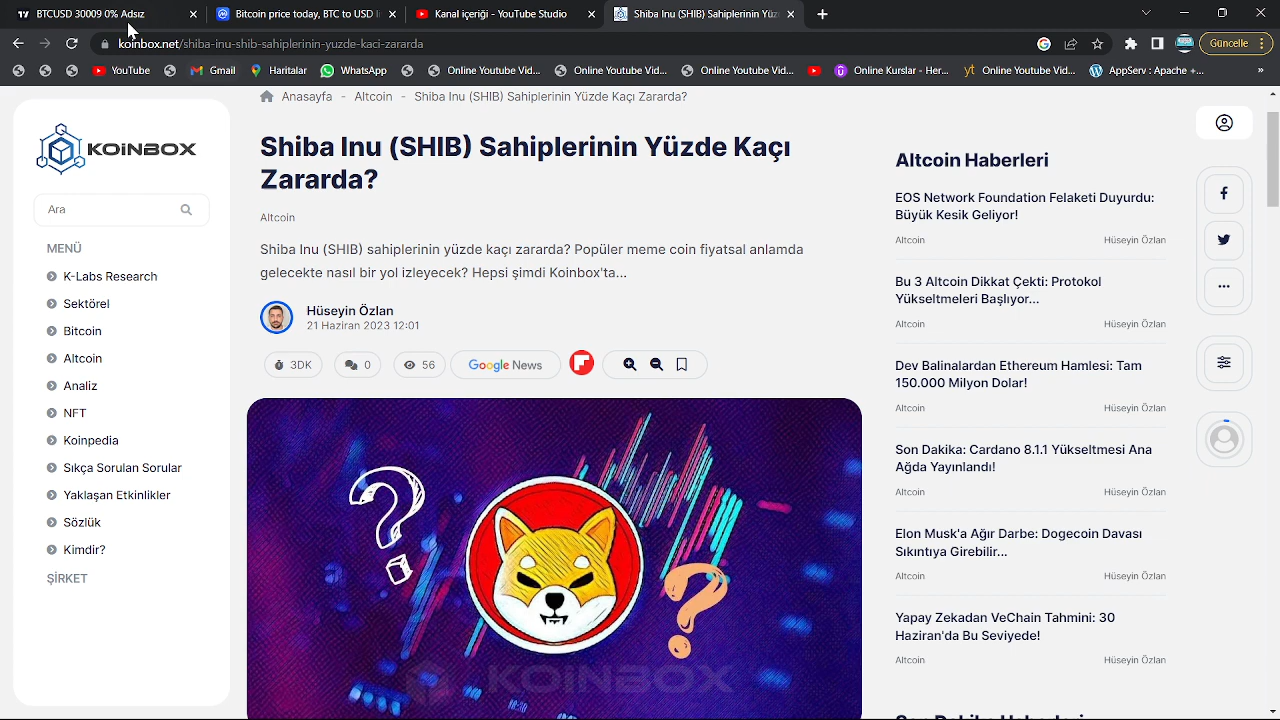 BTCUSD 30009 0% Adsız
Bitcoin price today, BTC to USD li
Kanal içeriği - YouTube Studio
Shiba Inu (SHIB) Sahiplerinin Yüz
koinbox.net/shiba-inu-shib-sahiplerinin-yuzde-kaci-zararda
Güncelle
YouTube
Gmail
Haritalar
WhatsApp
Online Youtube Vid...
Online Youtube Vid...
Online Youtube Vid...
Online Kurslar - Her...
Online Youtube Vid...
AppServ : Apache +...
KOINBOX
Ara
MENÜ
K-Labs Research
Sektörel
Bitcoin
Altcoin
Analiz
NFT
Koinpedia
Sıkça Sorulan Sorular
Yaklaşan Etkinlikler
Sözlük
Kimdir?
ŞİRKET
Anasayfa - Altcoin - Shiba Inu (SHIB) Sahiplerinin Yüzde Kaçı Zararda?
Shiba Inu (SHIB) Sahiplerinin Yüzde Kaçı
Zararda?
Altcoin
Shiba Inu (SHIB) sahiplerinin yüzde kaçı zararda? Popüler meme coin fiyatsal anlamda
gelecekte nasıl bir yol izleyecek? Hepsi şimdi Koinbox'ta...
Hüseyin Özlan
21 Haziran 2023 12:01
3DK
0
56
Google News
? ?
KOINBOX
Altcoin Haberleri
EOS Network Foundation Felaketi Duyurdu:
Büyük Kesik Geliyor!
Altcoin Hüseyin Özlan
Bu 3 Altcoin Dikkat Çekti: Protokol
Yükseltmeleri Başlıyor...
Altcoin Hüseyin Özlan
Dev Balinalardan Ethereum Hamlesi: Tam
150.000 Milyon Dolar!
Altcoin Hüseyin Özlan
Son Dakika: Cardano 8.1.1 Yükseltmesi Ana
Ağda Yayınlandı!
Altcoin Hüseyin Özlan
Elon Musk'a Ağır Darbe: Dogecoin Davası
Sıkıntıya Girebilir...
Altcoin Hüseyin Özlan
Yapay Zekadan VeChain Tahmini: 30
Haziran'da Bu Seviyede!
Altcoin Hüseyin Özlan